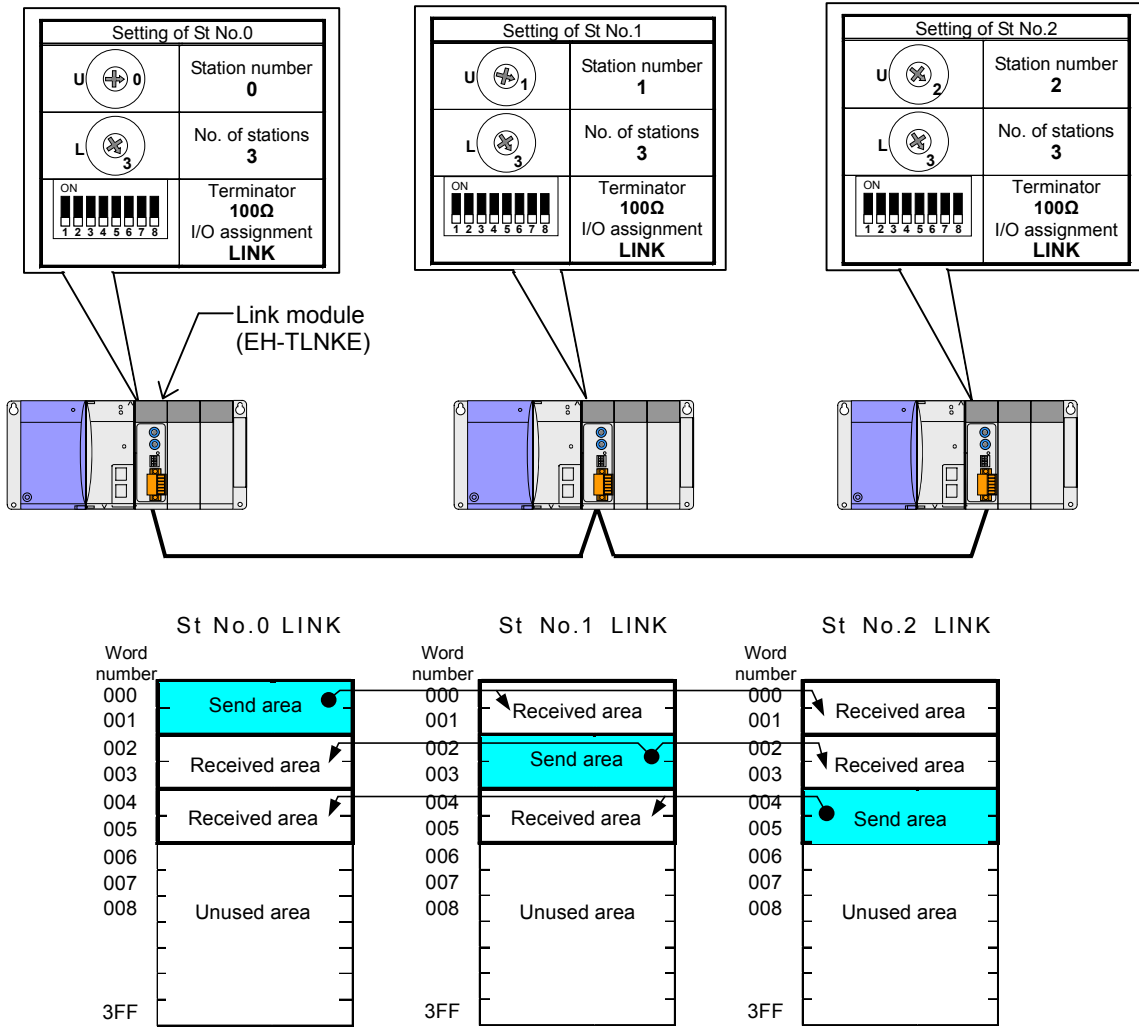 Setting of St No.0
U 0
Station number
0
L 3
No. of stations
3
ON
1 2 3 4 5 6 7 8
Terminator
100Ω
I/O assignment
LINK
Setting of St No.1
U 1
Station number
1
L 3
No. of stations
3
ON
1 2 3 4 5 6 7 8
Terminator
100Ω
I/O assignment
LINK
Setting of St No.2
U 2
Station number
2
L 3
No. of stations
3
ON
1 2 3 4 5 6 7 8
Terminator
100Ω
I/O assignment
LINK
Link module
(EH-TLNKE)
St No.0 LINK
Word
number
000
001
Send area
002
003
Received area
004
005
Received area
006
007
008
Unused area
3FF
St No.1 LINK
Word
number
000
001
Received area
002
003
Send area
004
005
Received area
006
007
008
Unused area
3FF
St No.2 LINK
Word
number
000
001
Received area
002
003
Received area
004
005
Send area
006
007
008
Unused area
3FF